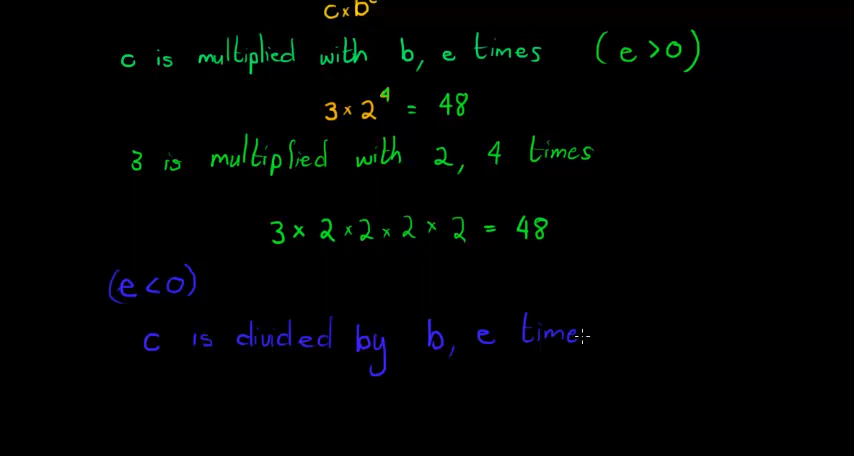 c × b^e
c is multiplied with b, e times (e > 0)
3 × 2^4 = 48
3 is multiplied with 2, 4 times
3 × 2 × 2 × 2 × 2 = 48
(e < 0)
c is divided by b, e time